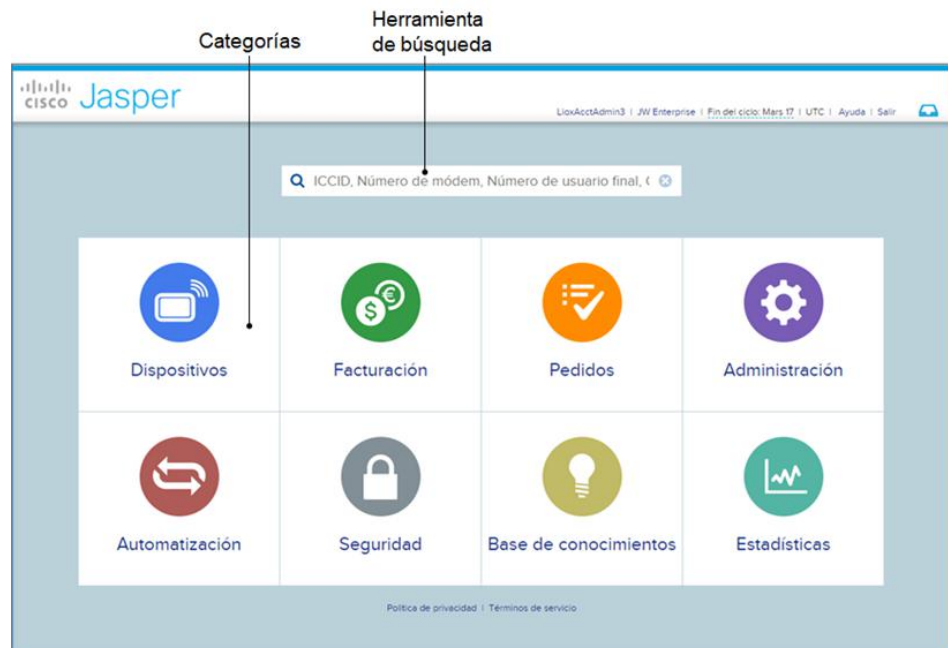 Categorías
Herramienta
de búsqueda
CISCO Jasper
LioxAcctAdmin3 | JW Enterprise | Fin del ciclo: Mars 17 | UTC | Ayuda | Salir
ICCID, Número de módem, Número de usuario final, C
Dispositivos
Facturación
Pedidos
Administración
Automatización
Seguridad
Base de conocimientos
Estadísticas
Política de privacidad | Términos de servicio